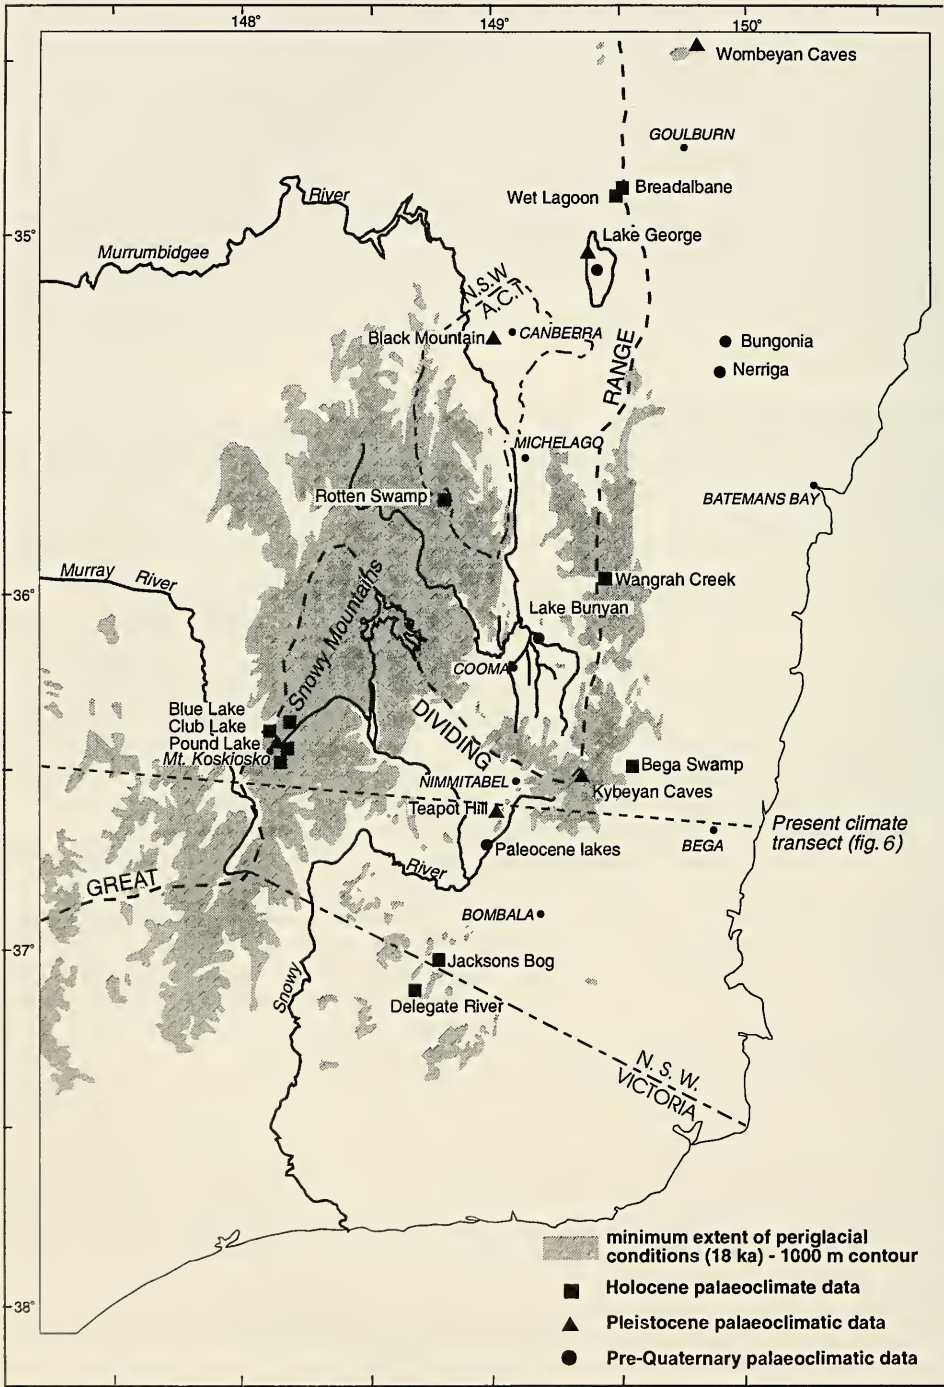 148°
149°
150°
Wombeyan Caves
GOULBURN
Breadalbane
Wet Lagoon
River
35°
Lake George
Murrumbidgee
N.S.W.
A.C.T.
Black Mountain
CANBERRA
RANGE
Bungonia
Nerriga
MICHELAGO
Rotten Swamp
BATEMANS BAY
Murray
River
36°
Wangrah Creek
Snowy Mountaihs
Lake Bunyan
COOMA
Blue Lake
Club Lake
Pound Lake
Mt. Koskiosko
DIVIDING
Bega Swamp
NIMMITABEL
Kybeyan Caves
Teapot Hill
Present climate
transect (fig. 6)
BEGA
Paleocene lakes
River
GREAT
BOMBALA
37°
Jacksons Bog
Snowy
Delegate River
N. S. W.
VICTORIA
minimum extent of periglacial
conditions (18 ka) - 1000 m contour
Holocene palaeoclimate data
38°
Pleistocene palaeoclimatic data
Pre-Quaternary palaeoclimatic data